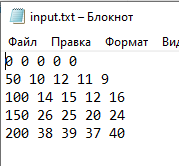 input.txt – Блокнот
Файл Правка Формат Вид
0 0 0 0 0
50 10 12 11 9
100 14 15 12 16
150 26 25 20 24
200 38 39 37 40